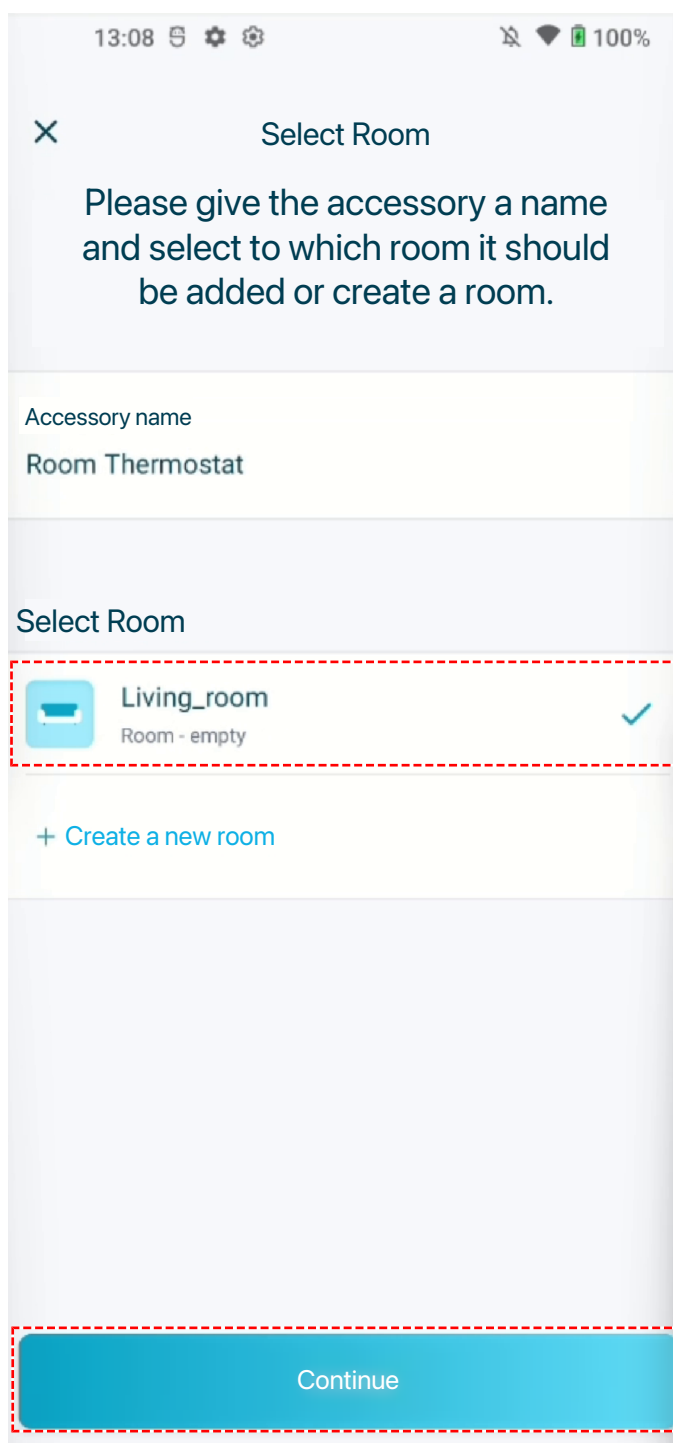 13:08 100%
Select Room
Please give the accessory a name
and select to which room it should
be added or create a room.
Accessory name
Room Thermostat
Select Room
Living_room
Room - empty
+ Create a new room
Continue